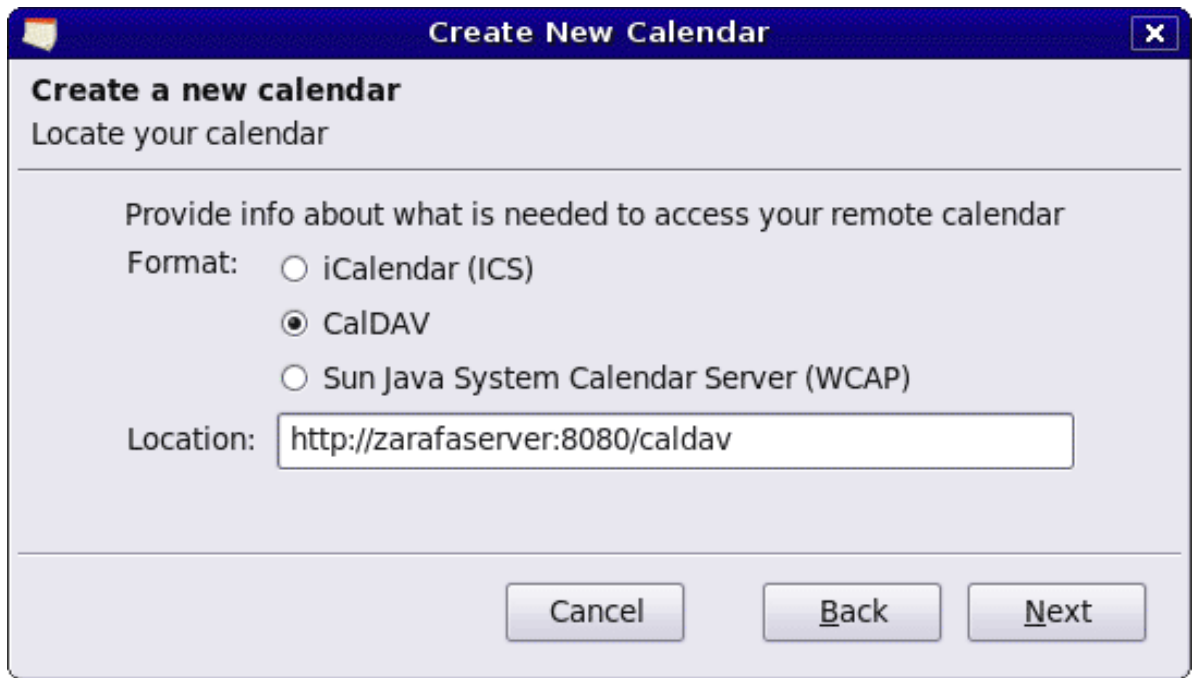 Create New Calendar
Create a new calendar
Locate your calendar
Provide info about what is needed to access your remote calendar
Format:
iCalendar (ICS)
CalDAV
Sun Java System Calendar Server (WCAP)
Location: http://zarafaserver:8080/caldav
Cancel Back Next